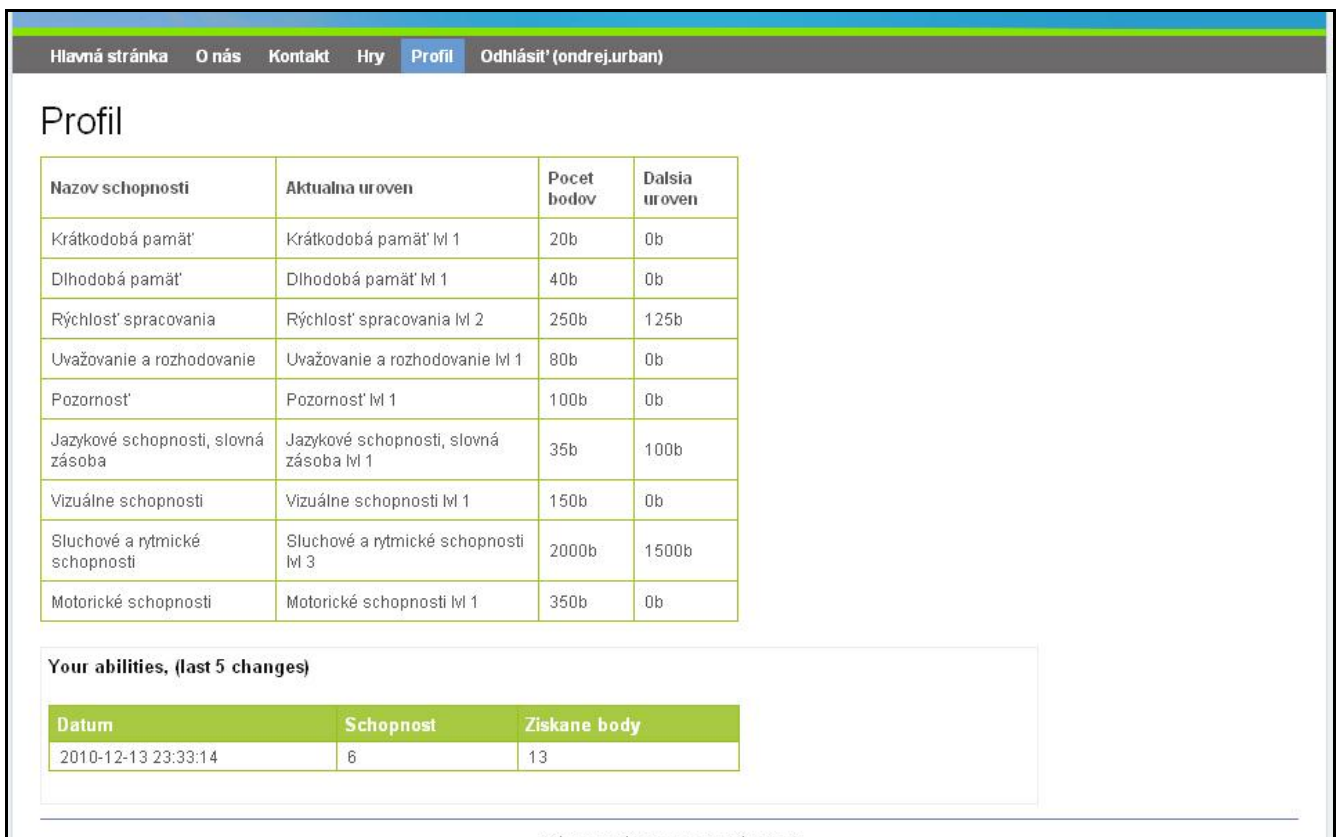 Hlavná stránka O nás Kontakt Hry Profil Odhlásiť (ondrej.urban)
Profil
Nazov schopnosti Aktualna uroven Pocet bodov Dalsia uroven
Krátkodobá pamäť Krátkodobá pamäť lvl 1 20b 0b
Dlhodobá pamäť Dlhodobá pamäť lvl 1 40b 0b
Rýchlosť spracovania Rýchlosť spracovania lvl 2 250b 125b
Uvažovanie a rozhodovanie Uvažovanie a rozhodovanie lvl 1 80b 0b
Pozornosť Pozornosť lvl 1 100b 0b
Jazykové schopnosti, slovná zásoba Jazykové schopnosti, slovná zásoba lvl 1 35b 100b
Vizuálne schopnosti Vizuálne schopnosti lvl 1 150b 0b
Sluchové a rytmické schopnosti Sluchové a rytmické schopnosti lvl 3 2000b 1500b
Motorické schopnosti Motorické schopnosti lvl 1 350b 0b
Your abilities, (last 5 changes)
Datum Schopnost Ziskane body
2010-12-13 23:33:14 6 13